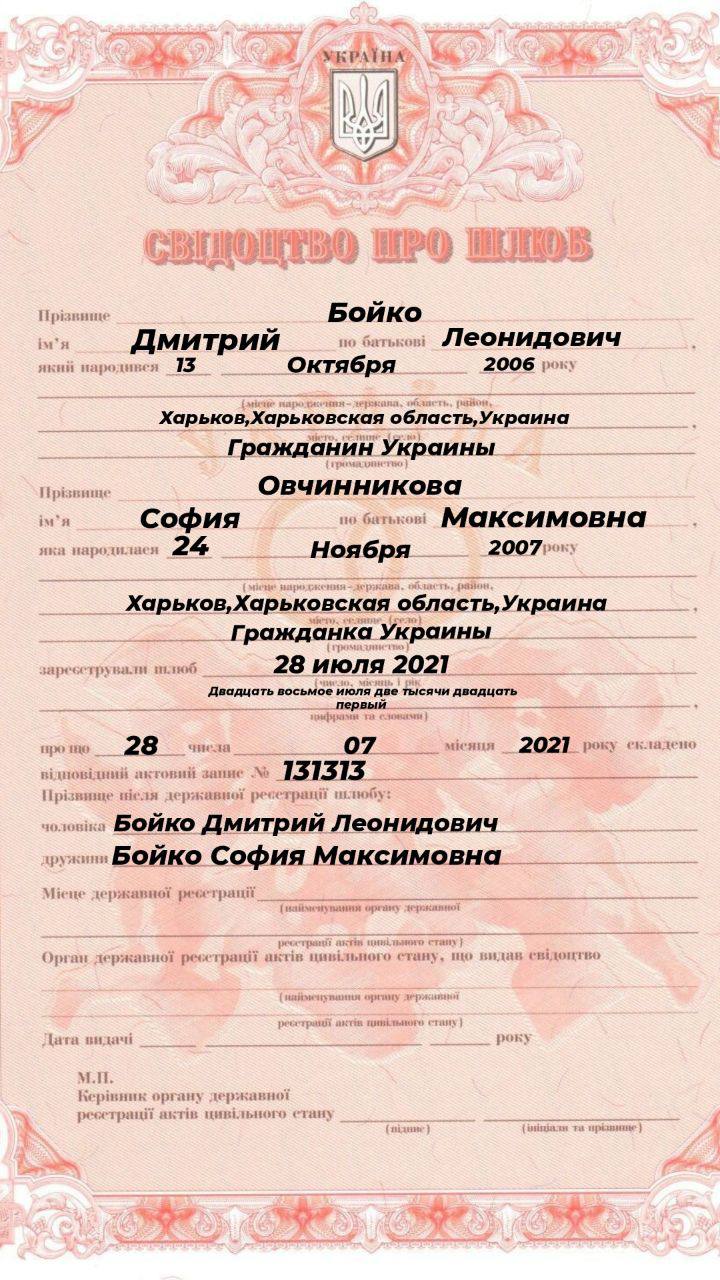 УКРАЇНА
СВІДОЦТВО ПРО ШЛЮБ
Прізвище Бойко
ім’я Дмитрий по батькові Леонидович ,
який народився 13 Октября 2006 року
(місце народження-держава, область, район,
Харьков,Харьковская область,Украина ,
місто, селище (село)
Гражданин Украины
(громадянство)
Прізвище Овчинникова
ім’я София по батькові Максимовна ,
яка народилася 24 Ноября 2007 року
(місце народження-держава, область, район,
Харьков,Харьковская область,Украина ,
місто, селище (село)
Гражданка Украины
(громадянство)
зареєстрували шлюб 28 июля 2021
(число, місяць і рік
Двадцать восьмое июля две тысячи двадцать
первый ,
цифрами та словами)
про що 28 числа 07 місяця 2021 року складено
відповідний актовий запис № 131313
Прізвище після державної реєстрації шлюбу:
чоловіка Бойко Дмитрий Леонидович
дружини Бойко София Максимовна
Місце державної реєстрації
(найменування органу державної
реєстрації актів цивільного стану)
Орган державної реєстрації актів цивільного стану, що видав свідоцтво
(найменування органу державної
реєстрації актів цивільного стану)
Дата видачі року
М.П.
Керівник органу державної
реєстрації актів цивільного стану
(підпис) (ініціали та прізвище)